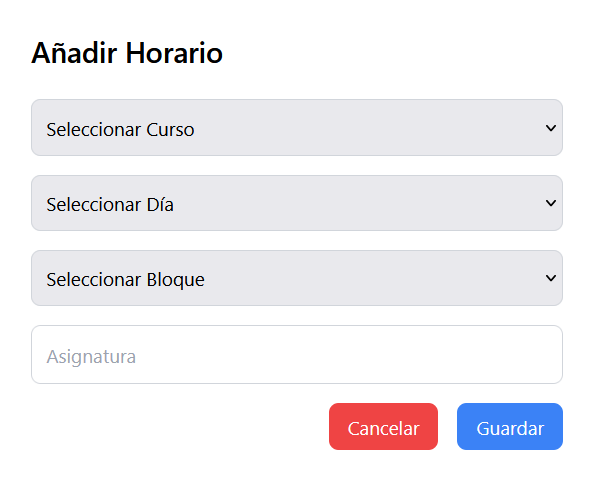 Añadir Horario
Seleccionar Curso
Seleccionar Día
Seleccionar Bloque
Asignatura
Cancelar Guardar